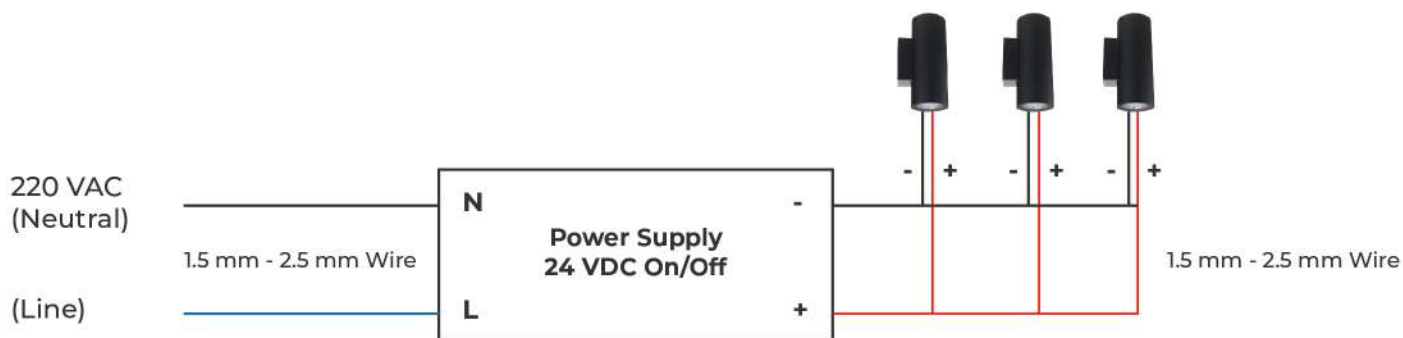 - + - + - +
220 VAC
(Neutral)
N -
Power Supply
24 VDC On/Off
1.5 mm - 2.5 mm Wire
1.5 mm - 2.5 mm Wire
(Line)
L +